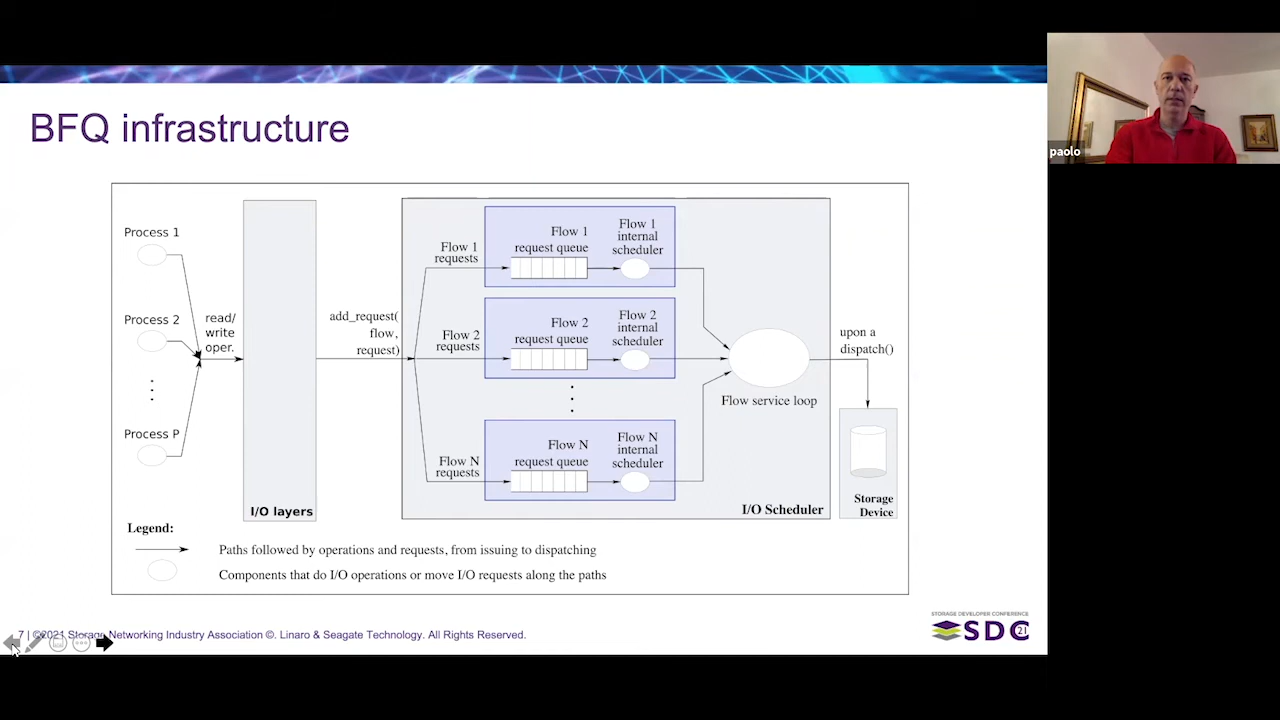 BFQ infrastructure
paolo
Process 1
Process 2
Process P
read/
write
oper.
I/O layers
add_request(
flow,
request)
Flow 1
requests
Flow 2
requests
Flow N
requests
Flow 1
request queue
Flow 1
internal
scheduler
Flow 2
request queue
Flow 2
internal
scheduler
Flow N
request queue
Flow N
internal
scheduler
Flow service loop
I/O Scheduler
upon a
dispatch()
Storage
Device
Legend:
Paths followed by operations and requests, from issuing to dispatching
Components that do I/O operations or move I/O requests along the paths
7 | ©2021 Storage Networking Industry Association ©. Linaro & Seagate Technology. All Rights Reserved.
STORAGE DEVELOPER CONFERENCE
SDC 21